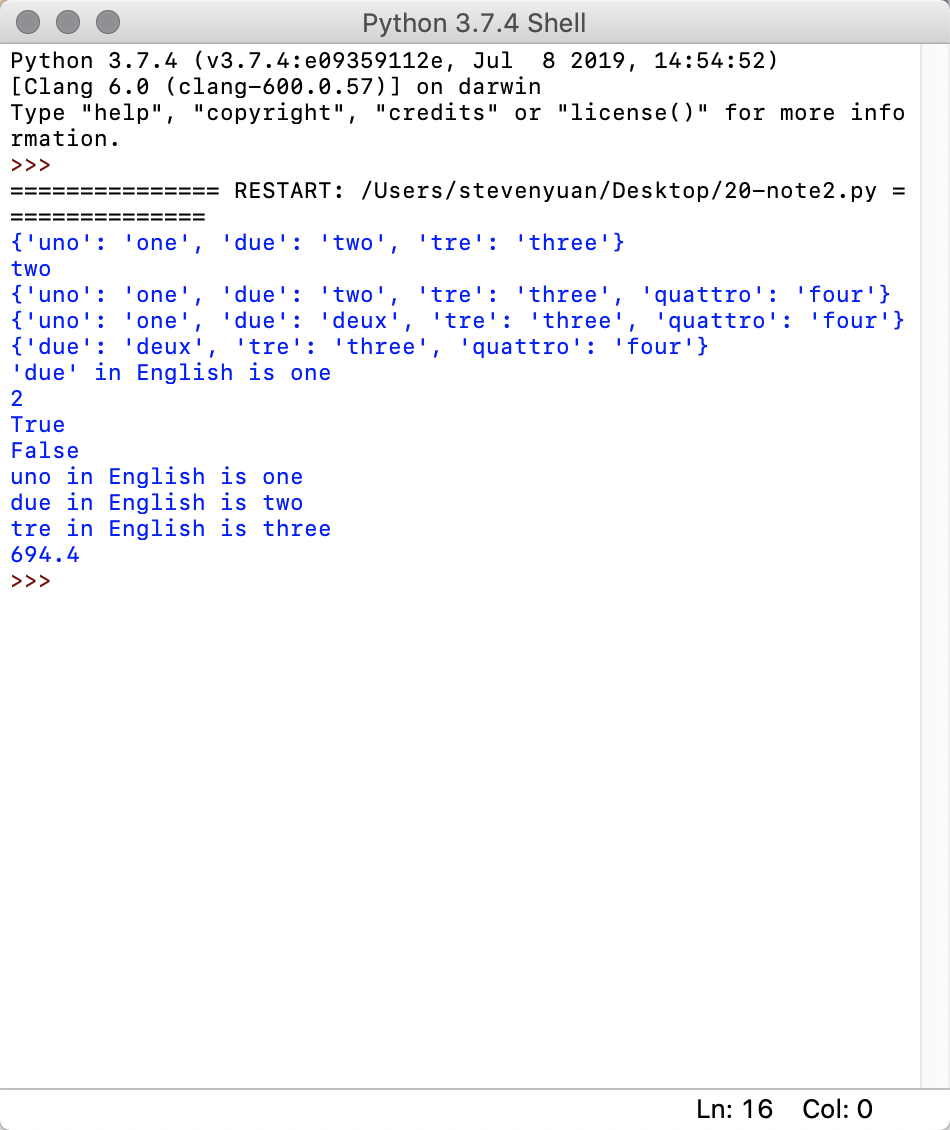 Python 3.7.4 Shell
Python 3.7.4 (v3.7.4:e09359112e, Jul  8 2019, 14:54:52)
[Clang 6.0 (clang-600.0.57)] on darwin
Type "help", "copyright", "credits" or "license()" for more info
rmation.
>>>
=============== RESTART: /Users/stevenyuan/Desktop/20-note2.py =
==============
{'uno': 'one', 'due': 'two', 'tre': 'three'}
two
{'uno': 'one', 'due': 'two', 'tre': 'three', 'quattro': 'four'}
{'uno': 'one', 'due': 'deux', 'tre': 'three', 'quattro': 'four'}
{'due': 'deux', 'tre': 'three', 'quattro': 'four'}
'due' in English is one
2
True
False
uno in English is one
due in English is two
tre in English is three
694.4
>>>
Ln: 16 Col: 0